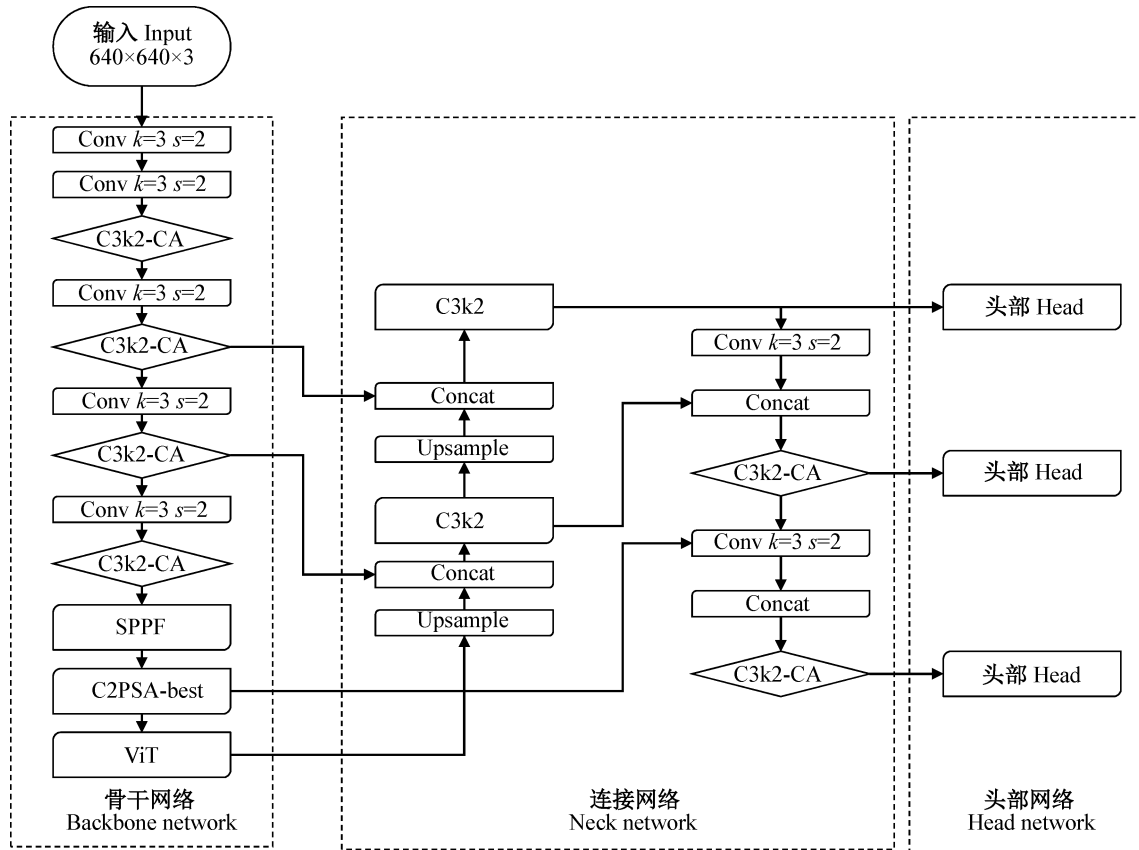 输入 Input
640×640×3
Conv k=3 s=2
Conv k=3 s=2
C3k2-CA
Conv k=3 s=2
C3k2-CA
Conv k=3 s=2
C3k2-CA
Conv k=3 s=2
C3k2-CA
SPPF
C2PSA-best
ViT
骨干网络
Backbone network
C3k2
Concat
Upsample
C3k2
Concat
Upsample
Conv k=3 s=2
Concat
C3k2-CA
Conv k=3 s=2
Concat
C3k2-CA
连接网络
Neck network
头部 Head
头部 Head
头部 Head
头部网络
Head network